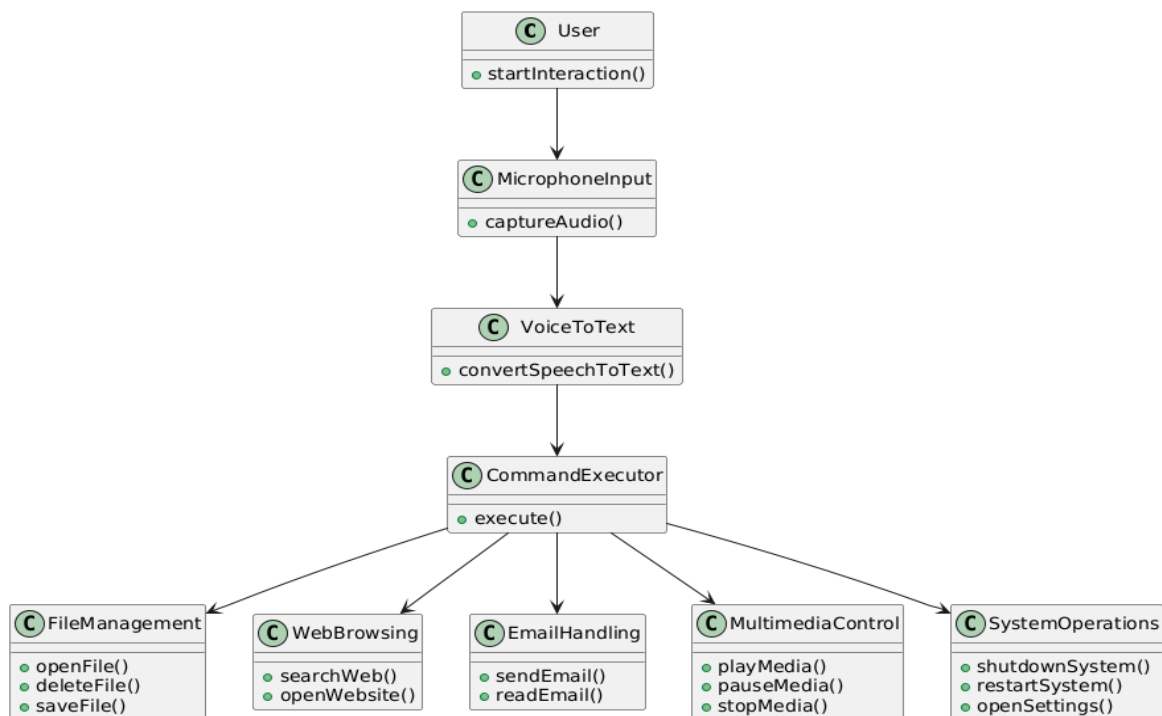 C User
startInteraction()
C MicrophoneInput
captureAudio()
C VoiceToText
convertSpeechToText()
C CommandExecutor
execute()
C FileManagement
openFile()
deleteFile()
saveFile()
C WebBrowsing
searchWeb()
openWebsite()
C EmailHandling
sendEmail()
readEmail()
C MultimediaControl
playMedia()
pauseMedia()
stopMedia()
C SystemOperations
shutdownSystem()
restartSystem()
openSettings()